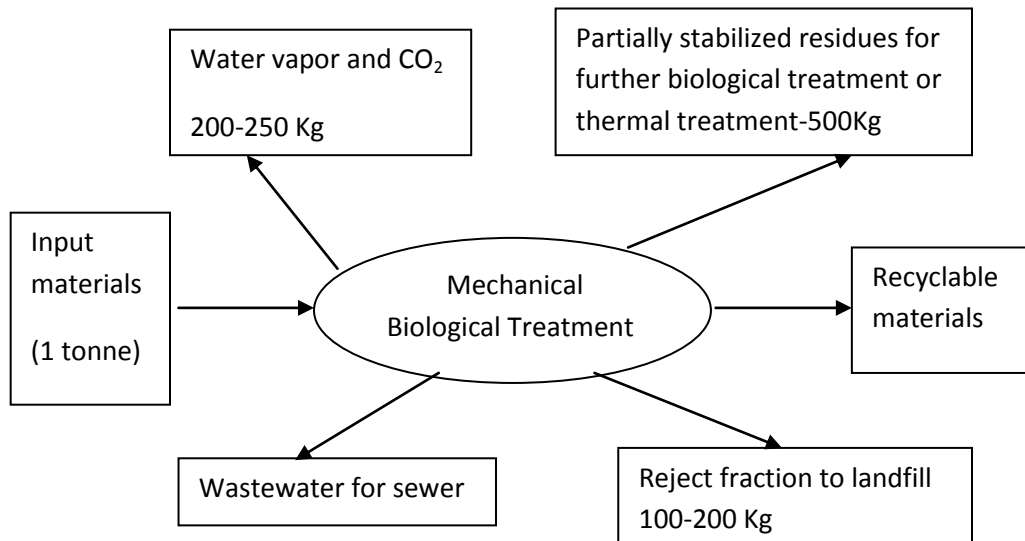 Water vapor and CO₂
200-250 Kg
Partially stabilized residues for
further biological treatment or
thermal treatment-500Kg
Input
materials
(1 tonne)
Mechanical
Biological Treatment
Recyclable
materials
Wastewater for sewer
Reject fraction to landfill
100-200 Kg